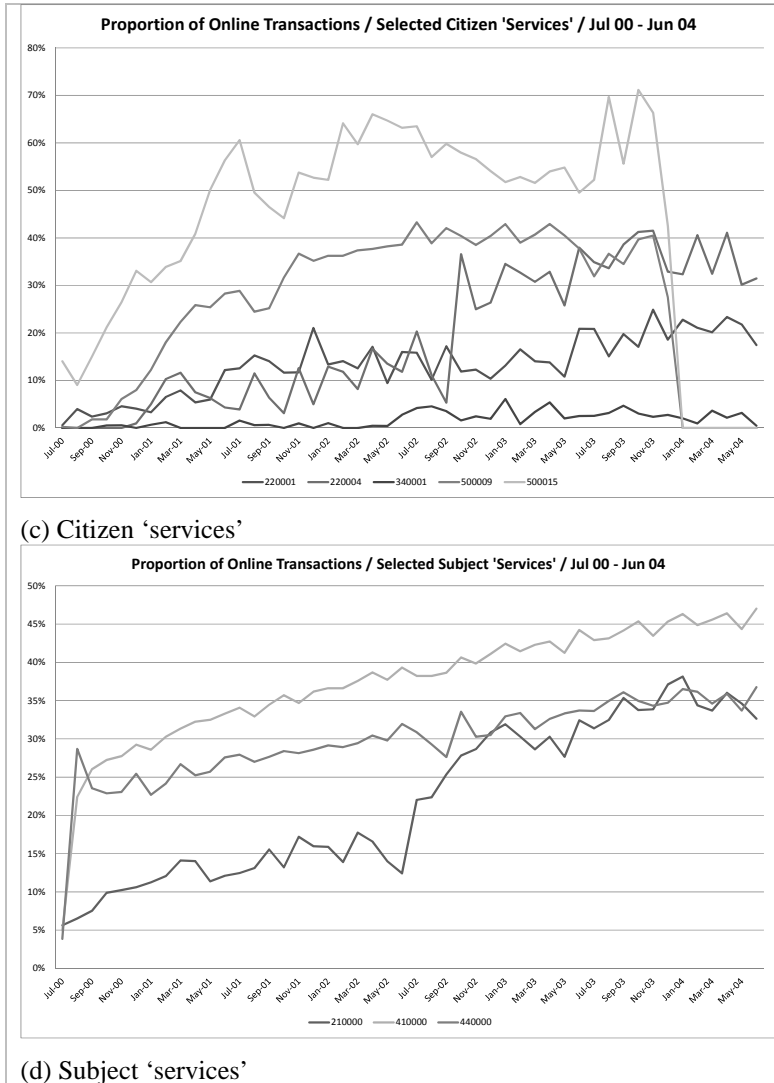 Proportion of Online Transactions / Selected Citizen 'Services' / Jul 00 - Jun 04
80%
70%
60%
50%
40%
30%
20%
10%
0%
Jul-00 Sep-00 Nov-00 Jan-01 Mar-01 May-01 Jul-01 Sep-01 Nov-01 Jan-02 Mar-02 May-02 Jul-02 Sep-02 Nov-02 Jan-03 Mar-03 May-03 Jul-03 Sep-03 Nov-03 Jan-04 Mar-04 May-04
220001 220004 340001 500009 500015
(c) Citizen ‘services’
Proportion of Online Transactions / Selected Subject 'Services' / Jul 00 - Jun 04
50%
45%
40%
35%
30%
25%
20%
15%
10%
5%
0%
Jul-00 Sep-00 Nov-00 Jan-01 Mar-01 May-01 Jul-01 Sep-01 Nov-01 Jan-02 Mar-02 May-02 Jul-02 Sep-02 Nov-02 Jan-03 Mar-03 May-03 Jul-03 Sep-03 Nov-03 Jan-04 Mar-04 May-04
210000 410000 440000
(d) Subject ‘services’